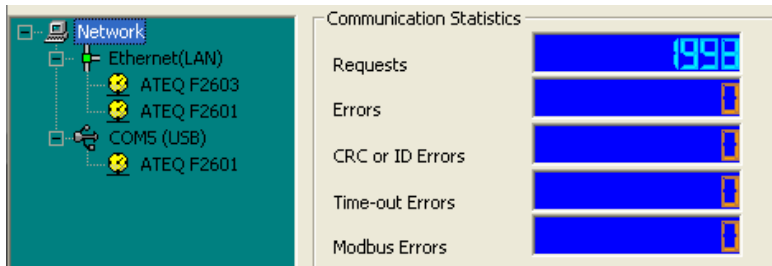 Network
Ethernet(LAN)
ATEQ F2603
ATEQ F2601
COM5 (USB)
ATEQ F2601
Communication Statistics
Requests 1998
Errors 0
CRC or ID Errors 0
Time-out Errors 0
Modbus Errors 0